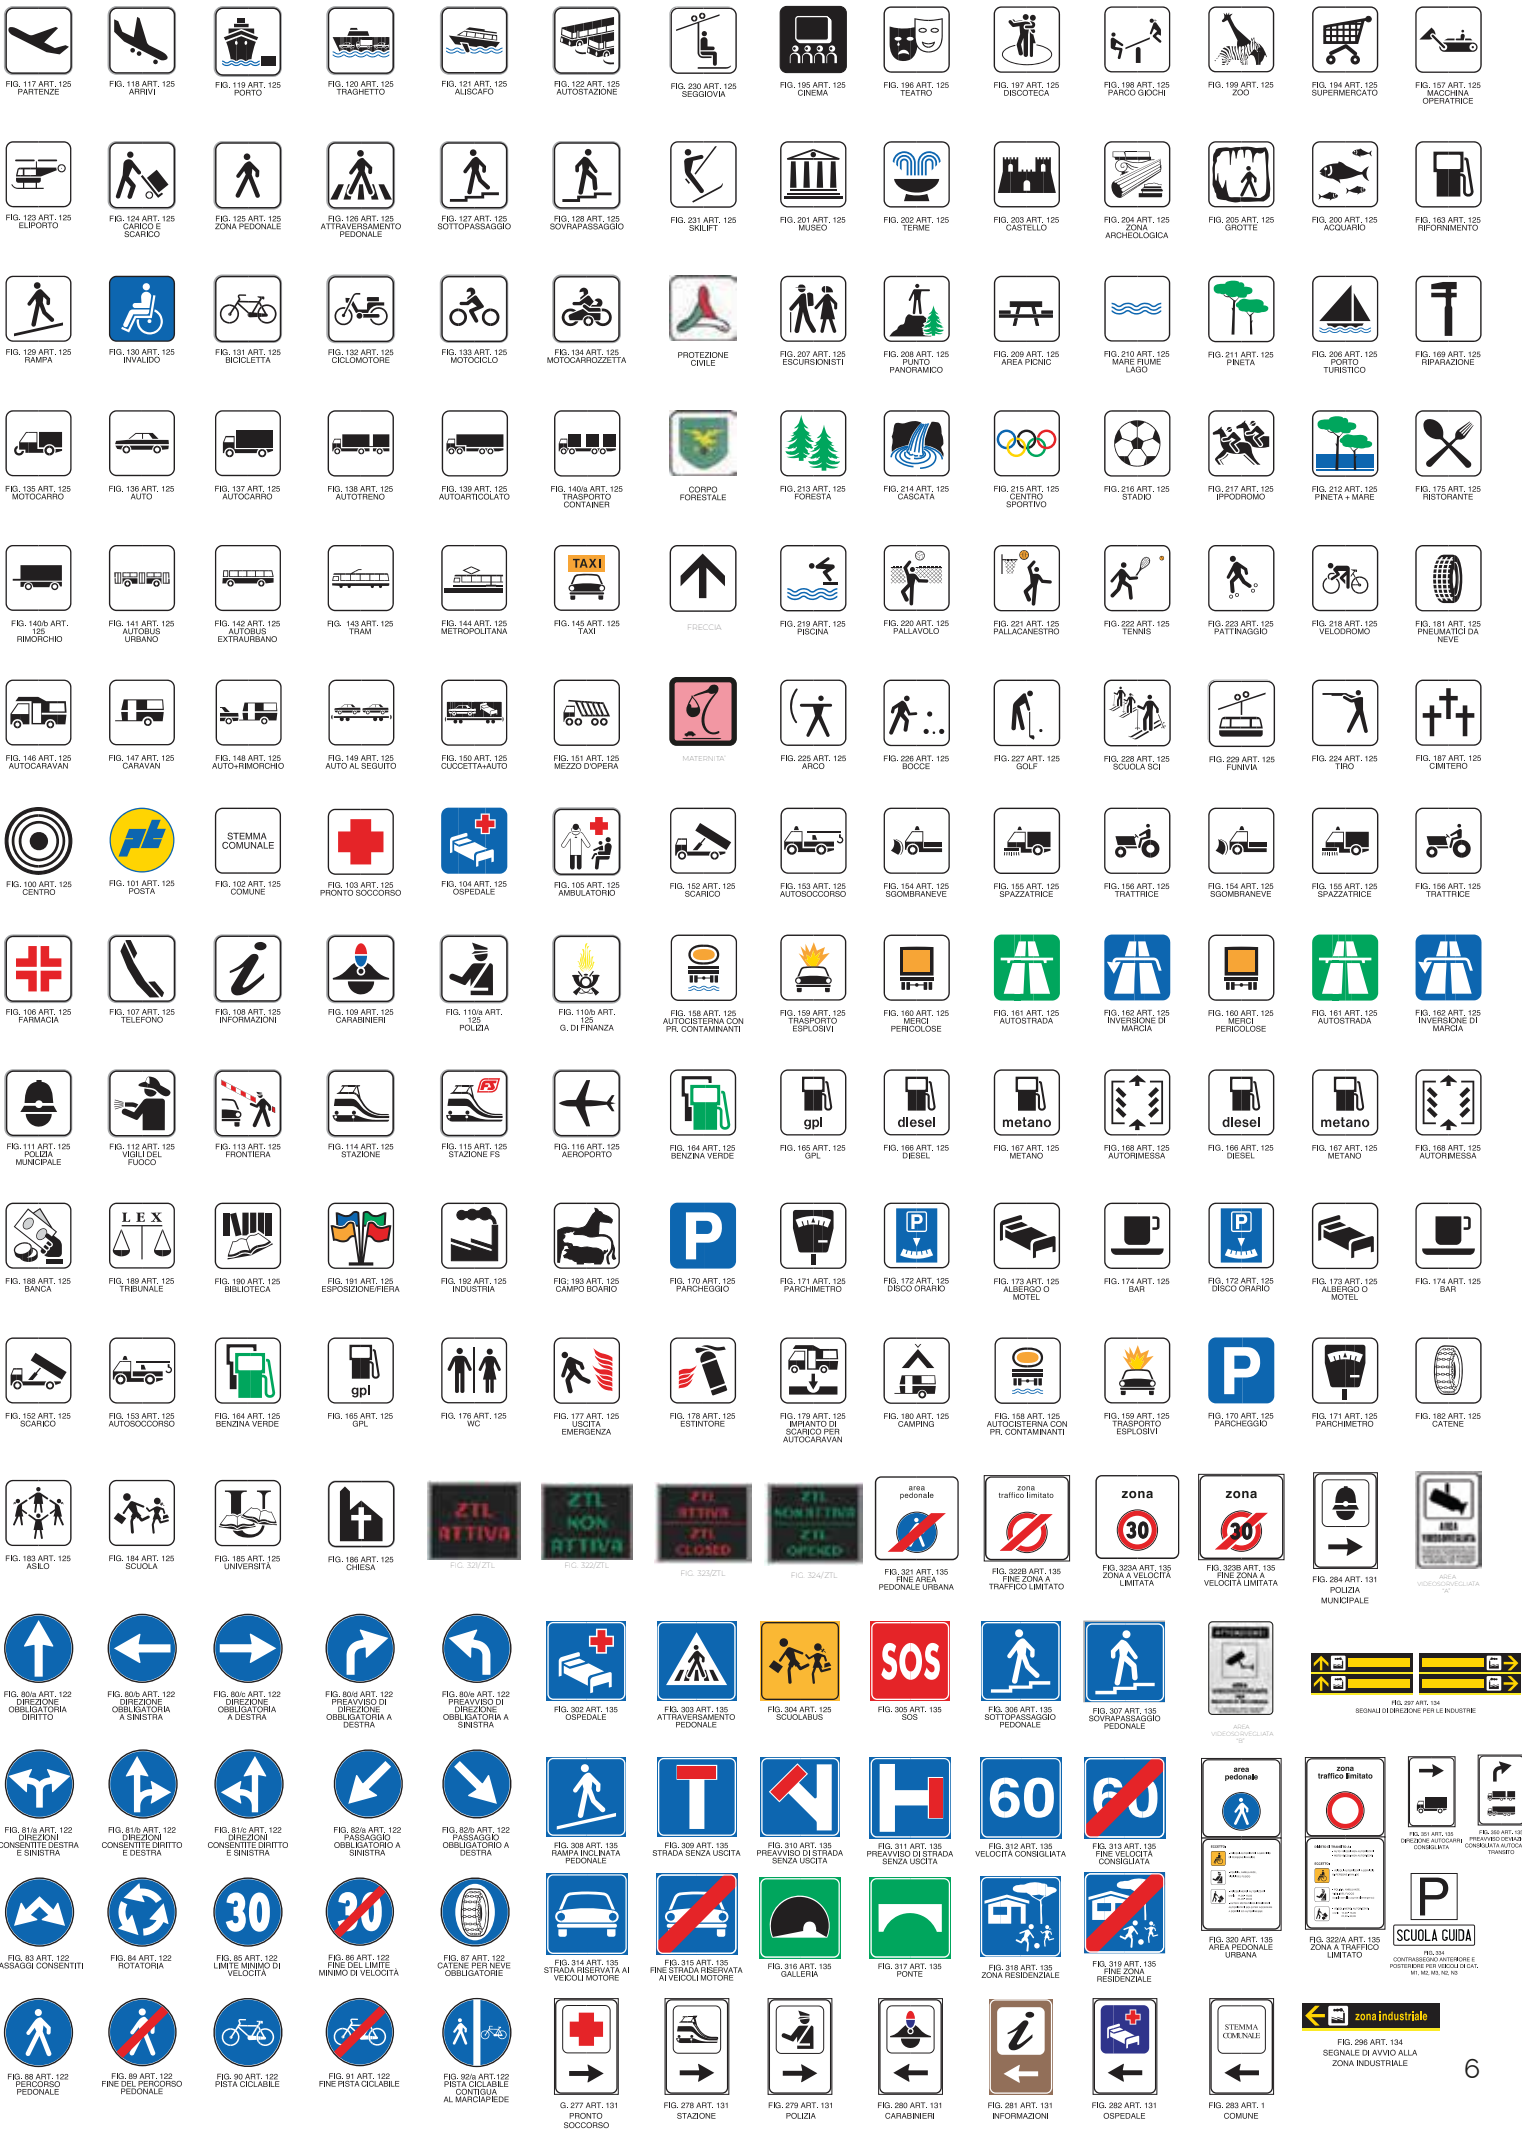 FIG. 117 ART. 125
PARTENZE
FIG. 118 ART. 125
ARRIVI
FIG. 119 ART. 125
PORTO
FIG. 120 ART. 125
TRAGHETTO
FIG. 121 ART. 125
ALISCAFO
FIG. 122 ART. 125
AUTOSTAZIONE
FIG. 230 ART. 125
SEGGIOVIA
FIG. 195 ART. 125
CINEMA
FIG. 196 ART. 125
TEATRO
FIG. 197 ART. 125
DISCOTECA
FIG. 198 ART. 125
PARCO GIOCHI
FIG. 199 ART. 125
ZOO
FIG. 194 ART. 125
SUPERMERCATO
FIG. 157 ART. 125
MACCHINA
OPERATRICE
FIG. 123 ART. 125
ELIPORTO
FIG. 124 ART. 125
CARICO E
SCARICO
FIG. 125 ART. 125
ZONA PEDONALE
FIG. 126 ART. 125
ATTRAVERSAMENTO
PEDONALE
FIG. 127 ART. 125
SOTTOPASSAGGIO
FIG. 128 ART. 125
SOVRAPASSAGGIO
FIG. 231 ART. 125
SKILIFT
FIG. 201 ART. 125
MUSEO
FIG. 202 ART. 125
TERME
FIG. 203 ART. 125
CASTELLO
FIG. 204 ART. 125
ZONA
ARCHEOLOGICA
FIG. 205 ART. 125
GROTTE
FIG. 200 ART. 125
ACQUARIO
FIG. 163 ART. 125
RIFORNIMENTO
FIG. 129 ART. 125
RAMPA
FIG. 130 ART. 125
INVALIDO
FIG. 131 ART. 125
BICICLETTA
FIG. 132 ART. 125
CICLOMOTORE
FIG. 133 ART. 125
MOTOCICLO
FIG. 134 ART. 125
MOTOCARROZZETTA
PROTEZIONE
CIVILE
FIG. 207 ART. 125
ESCURSIONISTI
FIG. 208 ART. 125
PUNTO
PANORAMICO
FIG. 209 ART. 125
AREA PICNIC
FIG. 210 ART. 125
MARE FIUME
LAGO
FIG. 211 ART. 125
PINETA
FIG. 206 ART. 125
PORTO
TURISTICO
FIG. 169 ART. 125
RIPARAZIONE
FIG. 135 ART. 125
MOTOCARRO
FIG. 136 ART. 125
AUTO
FIG. 137 ART. 125
AUTOCARRO
FIG. 138 ART. 125
AUTOTRENO
FIG. 139 ART. 125
AUTOARTICOLATO
FIG. 140/a ART. 125
TRASPORTO
CONTAINER
CORPO
FORESTALE
FIG. 213 ART. 125
FORESTA
FIG. 214 ART. 125
CASCATA
FIG. 215 ART. 125
CENTRO
SPORTIVO
FIG. 216 ART. 125
STADIO
FIG. 217 ART. 125
IPPODROMO
FIG. 212 ART. 125
PINETA + MARE
FIG. 175 ART. 125
RISTORANTE
TAXI
FIG. 140/b ART.
125
RIMORCHIO
FIG. 141 ART. 125
AUTOBUS
URBANO
FIG. 142 ART. 125
AUTOBUS
EXTRAURBANO
FIG. 143 ART. 125
TRAM
FIG. 144 ART. 125
METROPOLITANA
FIG. 145 ART. 125
TAXI
FRECCIA
FIG. 219 ART. 125
PISCINA
FIG. 220 ART. 125
PALLAVOLO
FIG. 221 ART. 125
PALLACANESTRO
FIG. 222 ART. 125
TENNIS
FIG. 223 ART. 125
PATTINAGGIO
FIG. 218 ART. 125
VELODROMO
FIG. 181 ART. 125
PNEUMATICI DA
NEVE
FIG. 146 ART. 125
AUTOCARAVAN
FIG. 147 ART. 125
CARAVAN
FIG. 148 ART. 125
AUTO+RIMORCHIO
FIG. 149 ART. 125
AUTO AL SEGUITO
FIG. 150 ART. 125
CUCCETTA+AUTO
FIG. 151 ART. 125
MEZZO D'OPERA
MATERNITA'
FIG. 225 ART. 125
ARCO
FIG. 226 ART. 125
BOCCE
FIG. 227 ART. 125
GOLF
FIG. 228 ART. 125
SCUOLA SCI
FIG. 229 ART. 125
FUNIVIA
FIG. 224 ART. 125
TIRO
FIG. 187 ART. 125
CIMITERO
pt
STEMMA
COMUNALE
FIG. 100 ART. 125
CENTRO
FIG. 101 ART. 125
POSTA
FIG. 102 ART. 125
COMUNE
FIG. 103 ART. 125
PRONTO SOCCORSO
FIG. 104 ART. 125
OSPEDALE
FIG. 105 ART. 125
AMBULATORIO
FIG. 152 ART. 125
SCARICO
FIG. 153 ART. 125
AUTOSOCCORSO
FIG. 154 ART. 125
SGOMBRANEVE
FIG. 155 ART. 125
SPAZZATRICE
FIG. 156 ART. 125
TRATTRICE
FIG. 154 ART. 125
SGOMBRANEVE
FIG. 155 ART. 125
SPAZZATRICE
FIG. 156 ART. 125
TRATTRICE
i
FIG. 106 ART. 125
FARMACIA
FIG. 107 ART. 125
TELEFONO
FIG. 108 ART. 125
INFORMAZIONI
FIG. 109 ART. 125
CARABINIERI
FIG. 110/a ART.
125
POLIZIA
FIG. 110/b ART.
125
G. DI FINANZA
FIG. 158 ART. 125
AUTOCISTERNA CON
PR. CONTAMINANTI
FIG. 159 ART. 125
TRASPORTO
ESPLOSIVI
FIG. 160 ART. 125
MERCI
PERICOLOSE
FIG. 161 ART. 125
AUTOSTRADA
FIG. 162 ART. 125
INVERSIONE DI
MARCIA
FIG. 160 ART. 125
MERCI
PERICOLOSE
FIG. 161 ART. 125
AUTOSTRADA
FIG. 162 ART. 125
INVERSIONE DI
MARCIA
FS
gpl
diesel
metano
diesel
metano
FIG. 111 ART. 125
POLIZIA
MUNICIPALE
FIG. 112 ART. 125
VIGILI DEL
FUOCO
FIG. 113 ART. 125
FRONTIERA
FIG. 114 ART. 125
STAZIONE
FIG. 115 ART. 125
STAZIONE FS
FIG. 116 ART. 125
AEROPORTO
FIG. 164 ART. 125
BENZINA VERDE
FIG. 165 ART. 125
GPL
FIG. 166 ART. 125
DIESEL
FIG. 167 ART. 125
METANO
FIG. 168 ART. 125
AUTORIMESSA
FIG. 166 ART. 125
DIESEL
FIG. 167 ART. 125
METANO
FIG. 168 ART. 125
AUTORIMESSA
LEX
P
P
P
FIG. 188 ART. 125
BANCA
FIG. 189 ART. 125
TRIBUNALE
FIG. 190 ART. 125
BIBLIOTECA
FIG. 191 ART. 125
ESPOSIZIONE/FIERA
FIG. 192 ART. 125
INDUSTRIA
FIG; 193 ART. 125
CAMPO BOARIO
FIG. 170 ART. 125
PARCHEGGIO
FIG. 171 ART. 125
PARCHIMETRO
FIG. 172 ART. 125
DISCO ORARIO
FIG. 173 ART. 125
ALBERGO O
MOTEL
FIG. 174 ART. 125
BAR
FIG. 172 ART. 125
DISCO ORARIO
FIG. 173 ART. 125
ALBERGO O
MOTEL
FIG. 174 ART. 125
BAR
gpl
P
FIG. 152 ART. 125
SCARICO
FIG. 153 ART. 125
AUTOSOCCORSO
FIG. 164 ART. 125
BENZINA VERDE
FIG. 165 ART. 125
GPL
FIG. 176 ART. 125
WC
FIG. 177 ART. 125
USCITA
EMERGENZA
FIG. 178 ART. 125
ESTINTORE
FIG. 179 ART. 125
IMPIANTO DI
SCARICO PER
AUTOCARAVAN
FIG. 180 ART. 125
CAMPING
FIG. 158 ART. 125
AUTOCISTERNA CON
PR. CONTAMINANTI
FIG. 159 ART. 125
TRASPORTO
ESPLOSIVI
FIG. 170 ART. 125
PARCHEGGIO
FIG. 171 ART. 125
PARCHIMETRO
FIG. 182 ART. 125
CATENE
U
ZTL
ATTIVA
ZTL
NON
ATTIVA
ZTL
ATTIVA
ZTL
CLOSED
ZTL
NON ATTIVA
ZTL
OPENED
area
pedonale
zona
traffico limitato
zona
30
zona
30
FIG. 183 ART. 125
ASILO
FIG. 184 ART. 125
SCUOLA
FIG. 185 ART. 125
UNIVERSITÀ
FIG. 186 ART. 125
CHIESA
FIG. 321/ZTL
FIG. 322/ZTL
FIG. 323/ZTL
FIG. 324/ZTL
FIG. 321 ART. 135
FINE AREA
PEDONALE URBANA
FIG. 322B ART. 135
FINE ZONA A
TRAFFICO LIMITATO
FIG. 323A ART. 135
ZONA A VELOCITÀ
LIMITATA
FIG. 323B ART. 135
FINE ZONA A
VELOCITÀ LIMITATA
FIG. 284 ART. 131
POLIZIA
MUNICIPALE
AREA
VIDEOSORVEGLIATA
"A"
SOS
FIG. 80/a ART. 122
DIREZIONE
OBBLIGATORIA
DIRITTO
FIG. 80/b ART. 122
DIREZIONE
OBBLIGATORIA
A SINISTRA
FIG. 80/c ART. 122
DIREZIONE
OBBLIGATORIA
A DESTRA
FIG. 80/d ART. 122
PREAVVISO DI
DIREZIONE
OBBLIGATORIA A
DESTRA
FIG. 80/e ART. 122
PREAVVISO DI
DIREZIONE
OBBLIGATORIA A
SINISTRA
FIG. 302 ART. 135
OSPEDALE
FIG. 303 ART. 135
ATTRAVERSAMENTO
PEDONALE
FIG. 304 ART. 125
SCUOLABUS
FIG. 305 ART. 135
SOS
FIG. 306 ART. 135
SOTTOPASSAGGIO
PEDONALE
FIG. 307 ART. 135
SOVRAPASSAGGIO
PEDONALE
AREA
VIDEOSORVEGLIATA
"B"
FIG. 297 ART. 134
SEGNALI DI DIREZIONE PER LE INDUSTRIE
60
60
area
pedonale
zona
traffico limitato
FIG. 81/a ART. 122
DIREZIONI
CONSENTITE DESTRA
E SINISTRA
FIG. 81/b ART. 122
DIREZIONI
CONSENTITE DIRITTO
E DESTRA
FIG. 81/c ART. 122
DIREZIONI
CONSENTITE DIRITTO
E SINISTRA
FIG. 82/a ART. 122
PASSAGGIO
OBBLIGATORIO A
SINISTRA
FIG. 82/b ART. 122
PASSAGGIO
OBBLIGATORIO A
DESTRA
FIG. 308 ART. 135
RAMPA INCLINATA
PEDONALE
FIG. 309 ART. 135
STRADA SENZA USCITA
FIG. 310 ART. 135
PREAVVISO DI STRADA
SENZA USCITA
FIG. 311 ART. 135
PREAVVISO DI STRADA
SENZA USCITA
FIG. 312 ART. 135
VELOCITÀ CONSIGLIATA
FIG. 313 ART. 135
FINE VELOCITÀ
CONSIGLIATA
FIG. 351 ART. 135
DIREZIONE AUTOCARRI
CONSIGLIATA
FIG. 350 ART. 135
PREAVVISO DEVIAZI
CONSIGLIATA AUTOCA
TRANSITO
30
30
P
SCUOLA GUIDA
FIG. 83 ART. 122
ASSAGGI CONSENTITI
FIG. 84 ART. 122
ROTATORIA
FIG. 85 ART. 122
LIMITE MINIMO DI
VELOCITÀ
FIG. 86 ART. 122
FINE DEL LIMITE
MINIMO DI VELOCITÀ
FIG. 87 ART. 122
CATENE PER NEVE
OBBLIGATORIE
FIG. 314 ART. 135
STRADA RISERVATA AI
VEICOLI MOTORE
FIG. 315 ART. 135
FINE STRADA RISERVATA
AI VEICOLI MOTORE
FIG. 316 ART. 135
GALLERIA
FIG. 317 ART. 135
PONTE
FIG. 318 ART. 135
ZONA RESIDENZIALE
FIG. 319 ART. 135
FINE ZONA
RESIDENZIALE
FIG. 320 ART. 135
AREA PEDONALE
URBANA
FIG. 322/A ART. 135
ZONA A TRAFFICO
LIMITATO
FIG. 334
CONTRASSEGNO ANTERIORE E
POSTERIORE PER VEICOLI DI CAT.
M1, M2, M3, N2, N3
i
STEMMA
COMUNALE
zona industriale
FIG. 88 ART. 122
PERCORSO
PEDONALE
FIG. 89 ART. 122
FINE DEL PERCORSO
PEDONALE
FIG. 90 ART. 122
PISTA CICLABILE
FIG. 91 ART. 122
FINE PISTA CICLABILE
FIG. 92/a ART.122
PISTA CICLABILE
CONTIGUA
AL MARCIAPIEDE
G. 277 ART. 131
PRONTO
SOCCORSO
FIG. 278 ART. 131
STAZIONE
FIG. 279 ART. 131
POLIZIA
FIG. 280 ART. 131
CARABINIERI
FIG. 281 ART. 131
INFORMAZIONI
FIG. 282 ART. 131
OSPEDALE
FIG. 283 ART. 1
COMUNE
FIG. 296 ART. 134
SEGNALE DI AVVIO ALLA
ZONA INDUSTRIALE
6